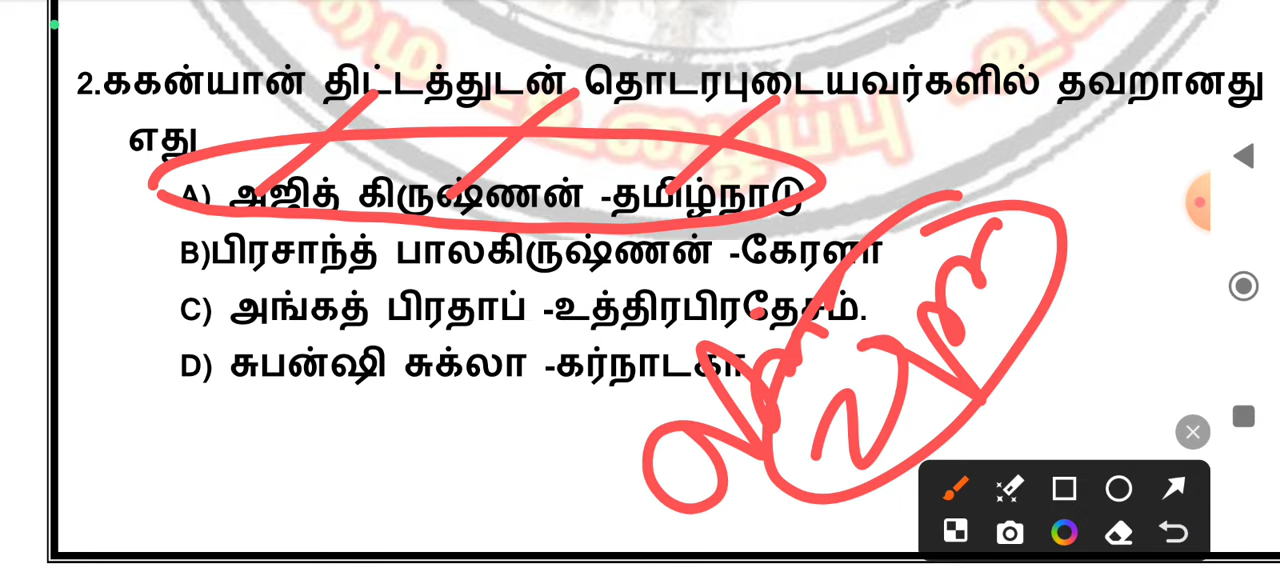 2.ககன்யான் திட்டத்துடன் தொடரபுடையவர்களில் தவறானது
எது
A) அஜித் கிருஷ்ணன் -தமிழ்நாடு
B)பிரசாந்த் பாலகிருஷ்ணன் -கேரளா
C) அங்கத் பிரதாப் -உத்திரபிரதேசம்.
D) சுபன்ஷி சுக்லா -கர்நாடகா